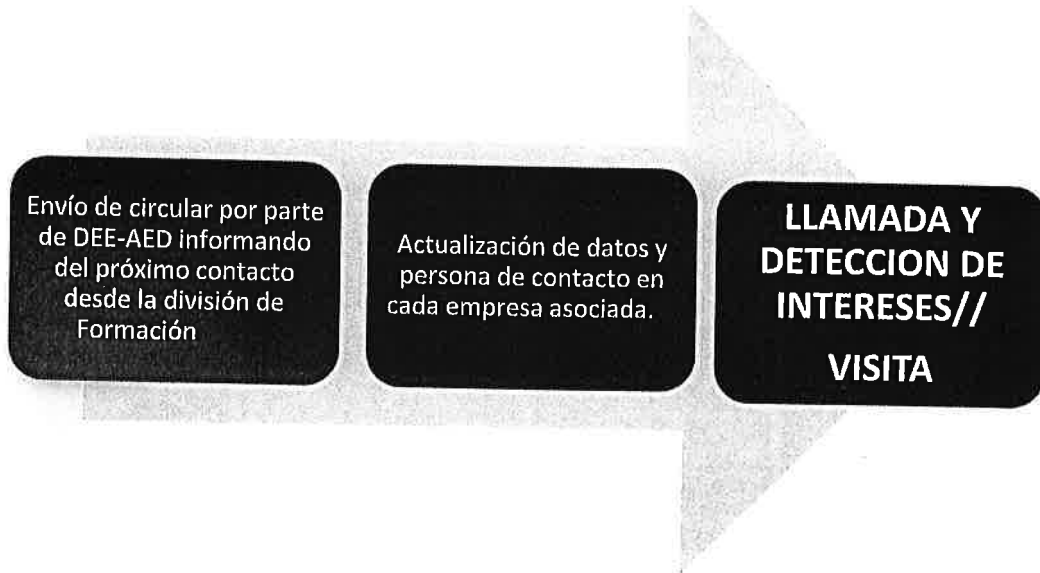 Envío de circular por parte
de DEE-AED informando
del próximo contacto
desde la división de
Formación
Actualización de datos y
persona de contacto en
cada empresa asociada.
LLAMADA Y
DETECCION DE
INTERESES//
VISITA